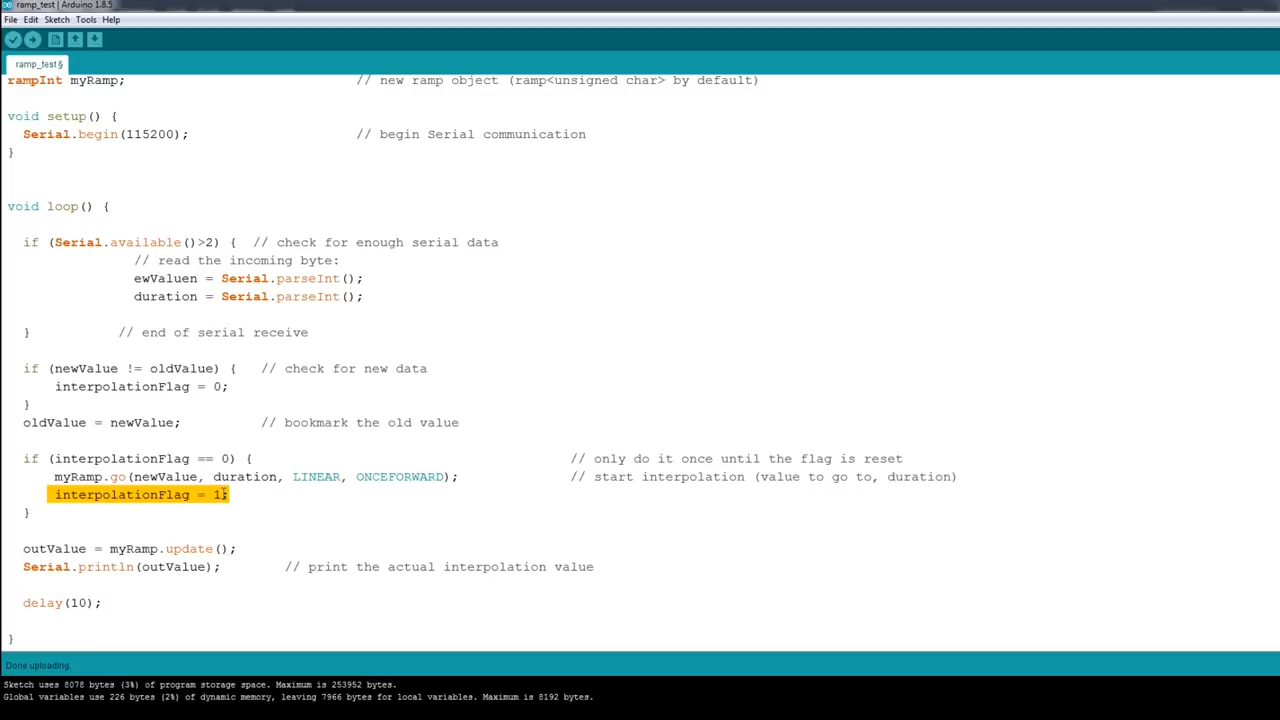 ramp_test | Arduino 1.8.5
File Edit Sketch Tools Help
ramp_test§
rampInt myRamp; // new ramp object (ramp<unsigned char> by default)
void setup() {
Serial.begin(115200); // begin Serial communication
}
void loop() {
if (Serial.available()>2) { // check for enough serial data
// read the incoming byte:
ewValuen = Serial.parseInt();
duration = Serial.parseInt();
} // end of serial receive
if (newValue != oldValue) { // check for new data
interpolationFlag = 0;
}
oldValue = newValue; // bookmark the old value
if (interpolationFlag == 0) { // only do it once until the flag is reset
myRamp.go(newValue, duration, LINEAR, ONCEFORWARD); // start interpolation (value to go to, duration)
interpolationFlag = 1;
}
outValue = myRamp.update();
Serial.println(outValue); // print the actual interpolation value
delay(10);
}
Done uploading.
Sketch uses 8078 bytes (3%) of program storage space. Maximum is 253952 bytes.
Global variables use 226 bytes (2%) of dynamic memory, leaving 7966 bytes for local variables. Maximum is 8192 bytes.